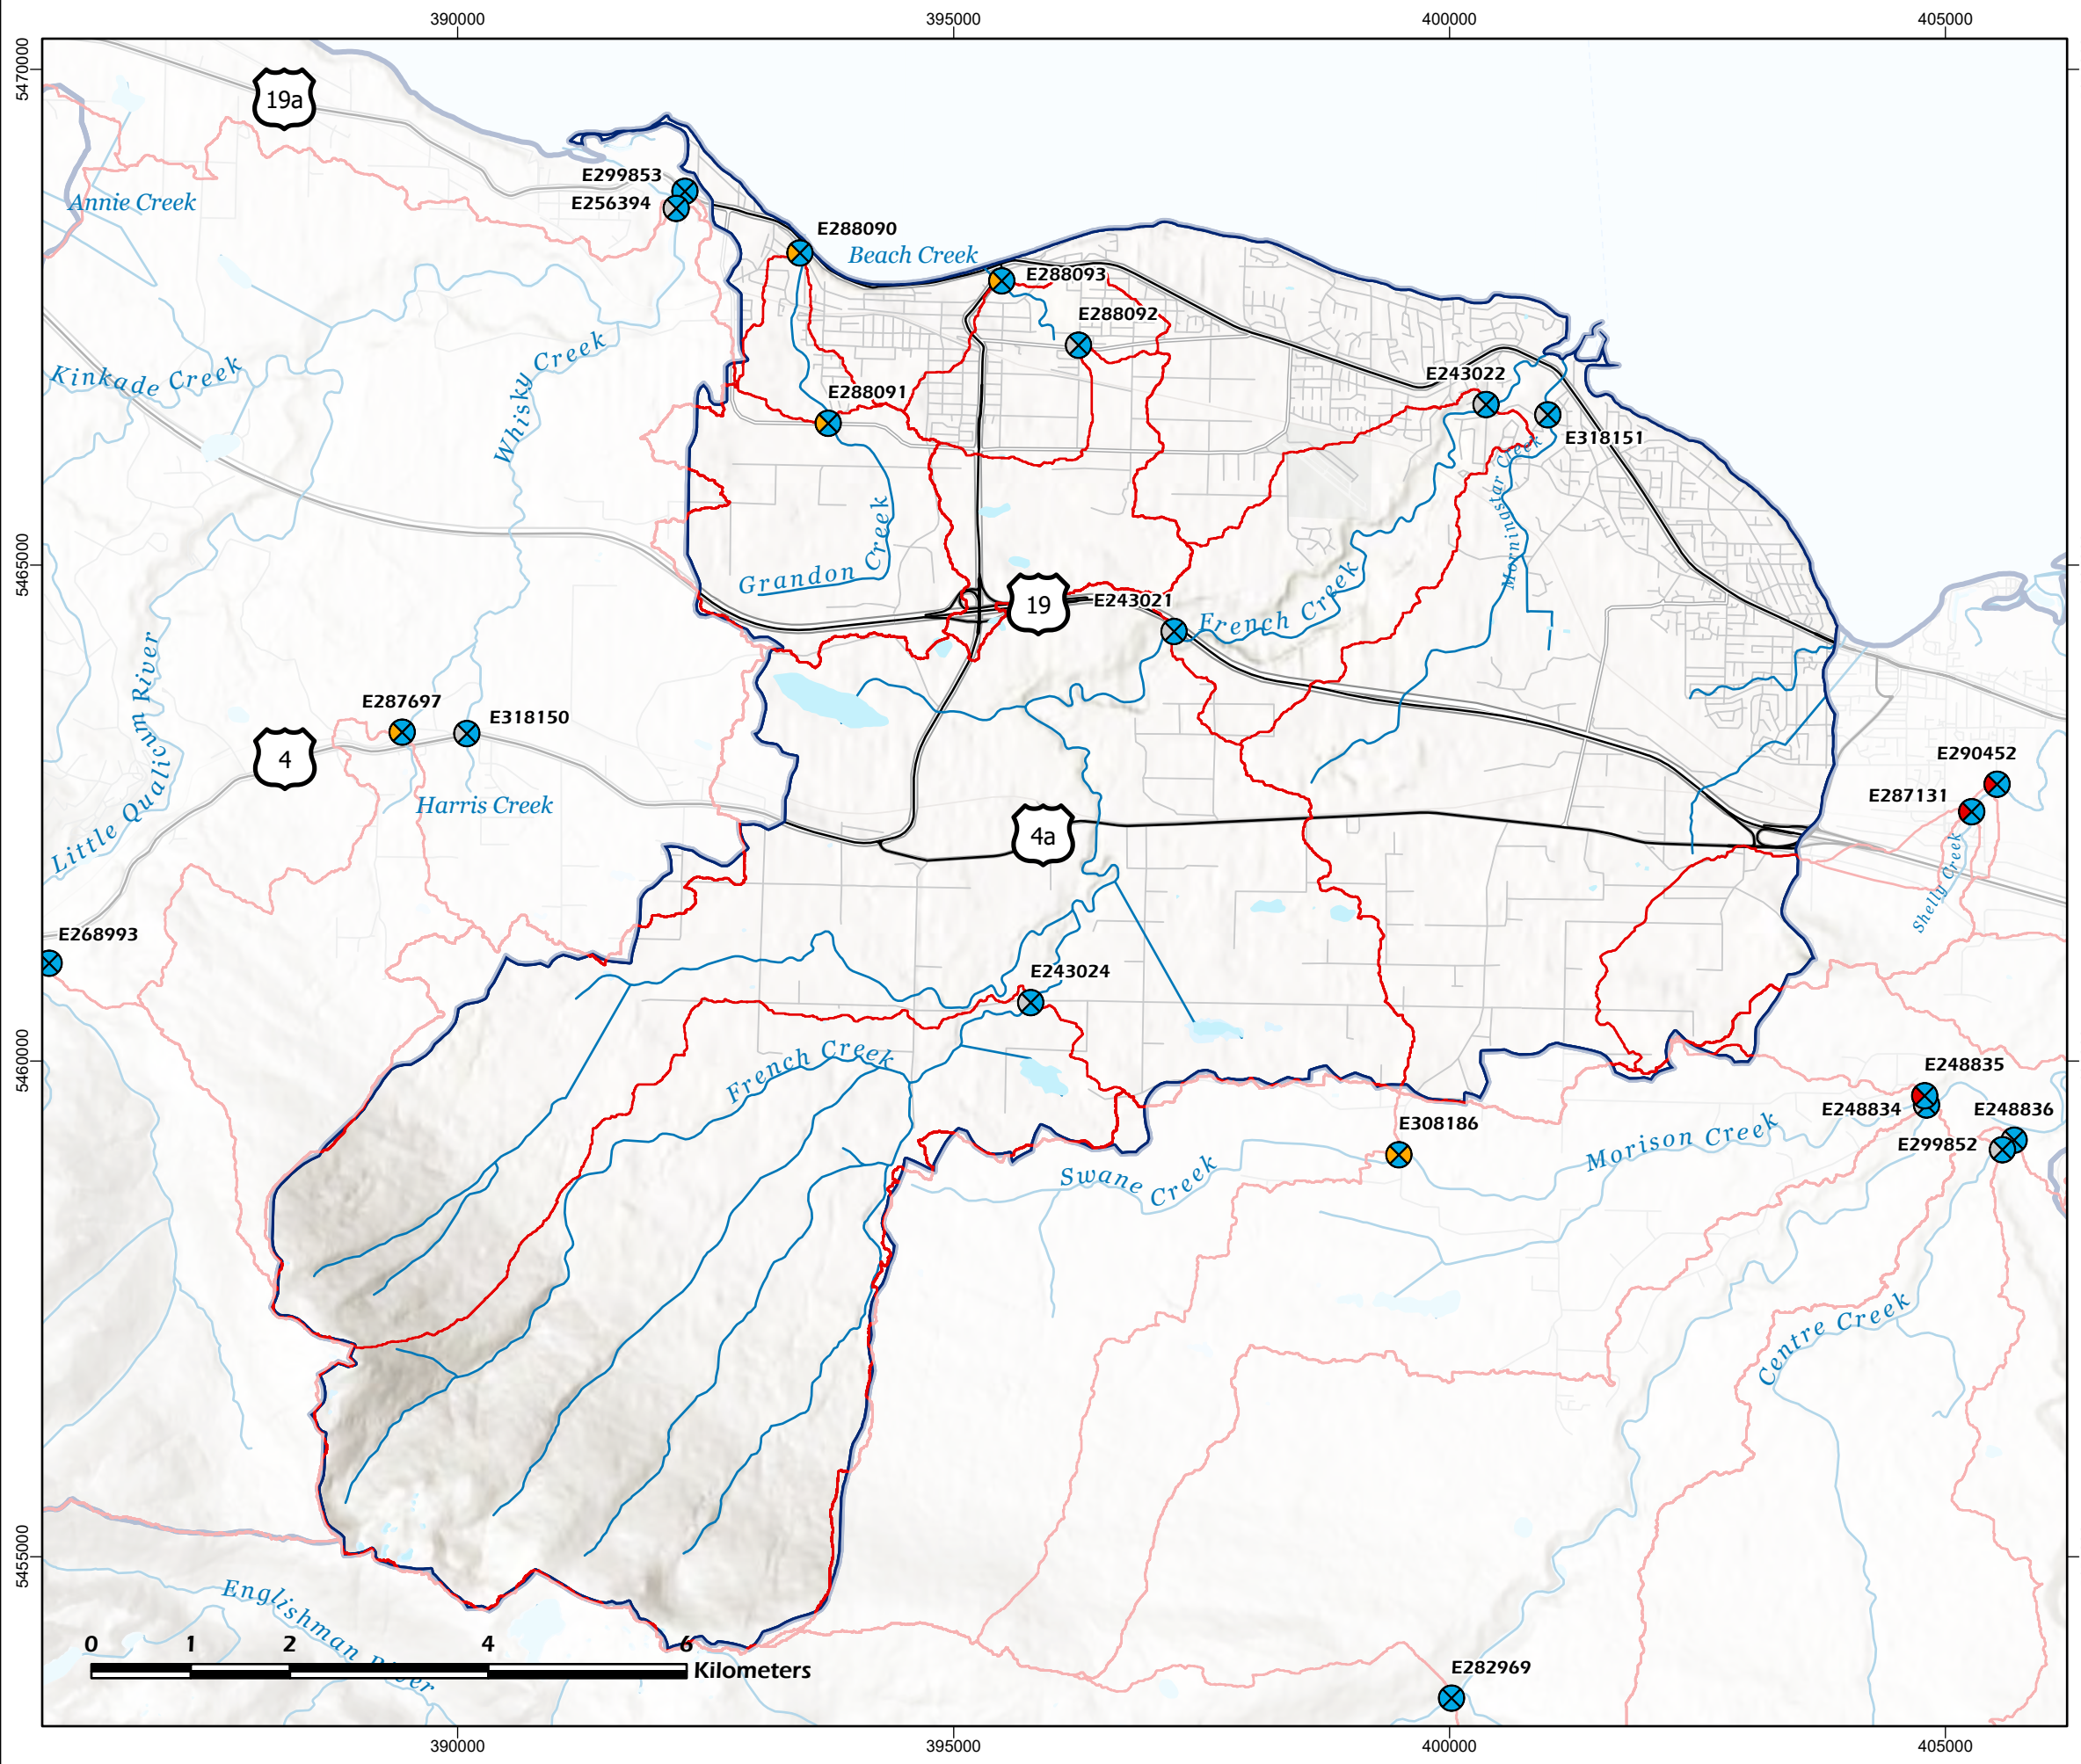 390000 395000 400000 405000
5470000
19a
E299853
E256394
Annie Creek
E288090
Beach Creek
E288093
E288092
Kinkade Creek
Whisky Creek
E243022
E288091
E318151
Morningstar Creek
5465000
Grandon Creek
19
E243021
French Creek
Little Qualicum River
E287697
E318150
4
Harris Creek
4a
E290452
E287131
Shelly Creek
E268993
E243024
5460000
French Creek
E248835
E248834
E248836
E308186
E299852
Morison Creek
Swane Creek
Centre Creek
5455000
Englishman River
0 1 2 4 6
Kilometers
E282969
390000 395000 400000 405000